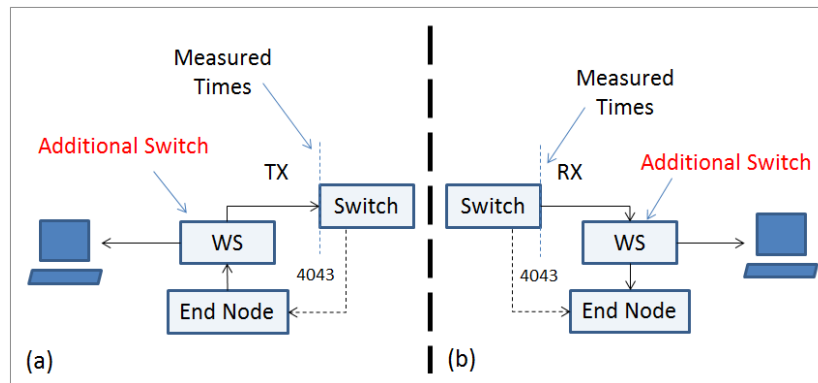 Measured
Times
Additional Switch
TX
Switch
WS
4043
End Node
(a)
Measured
Times
RX
Additional Switch
Switch
WS
4043
End Node
(b)